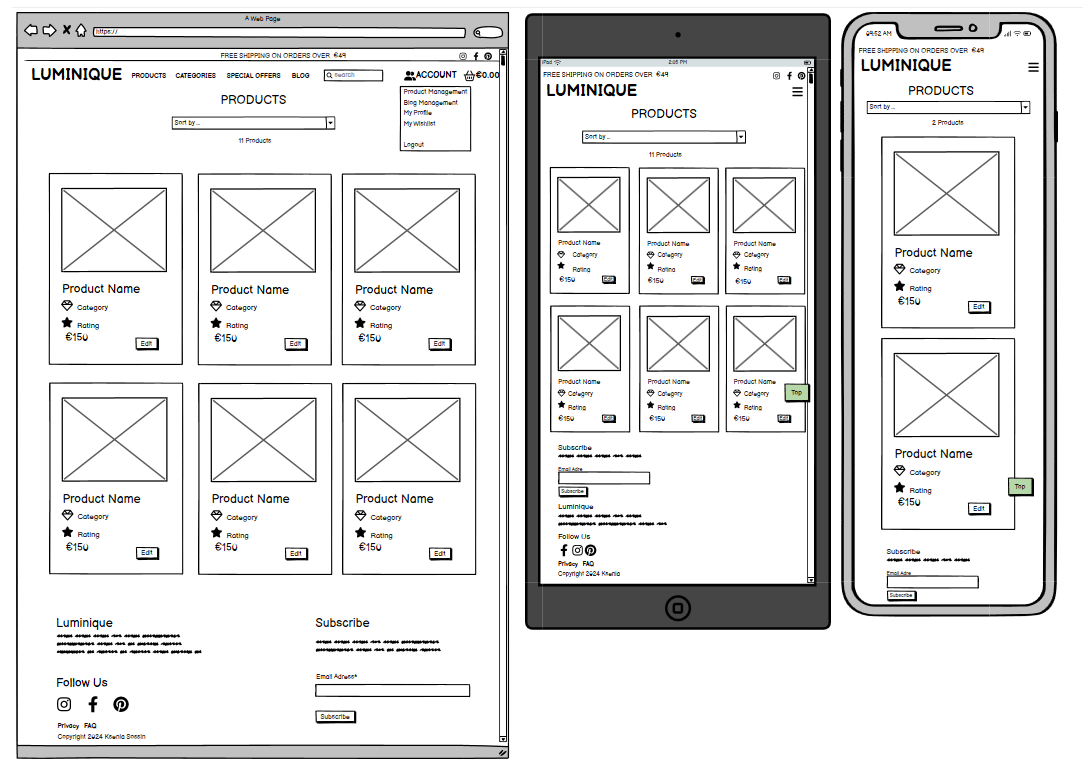 A Web Page
https://
FREE SHIPPING ON ORDERS OVER €49
LUMINIQUE PRODUCTS CATEGORIES SPECIAL OFFERS BLOG search ACCOUNT €0.00
Product Management
Blog Management
My Profile
My Wishlist
Logout
PRODUCTS
Sort by ...
11 Products
Product Name Product Name Product Name
Category Category Category
Rating Rating Rating
€150 €150 €150
Edit Edit Edit
Product Name Product Name Product Name
Category Category Category
Rating Rating Rating
€150 €150 €150
Edit Edit Edit
Luminique Subscribe
Follow Us
Email Adress*
Subscribe
Privacy FAQ
Copyright 2024 Ksenia Sossin
iPad 2:05 PM
FREE SHIPPING ON ORDERS OVER €49
LUMINIQUE
PRODUCTS
Sort by ...
11 Products
Product Name Product Name Product Name
Category Category Category
Rating Rating Rating
€150 Edit €150 Edit €150 Edit
Product Name Product Name Product Name
Category Category Category
Top
Rating Rating Rating
€150 Edit €150 Edit €150 Edit
Subscribe
Email Adre
Subscribe
Luminique
Follow Us
Privacy FAQ
Copyright 2024 Ksenia
09:52 AM
FREE SHIPPING ON ORDERS OVER €49
LUMINIQUE
PRODUCTS
Sort by ...
2 Products
Product Name
Category
Rating
€150
Edit
Product Name
Category
Rating
Top
€150
Edit
Subscribe
Email Adre
Subscribe